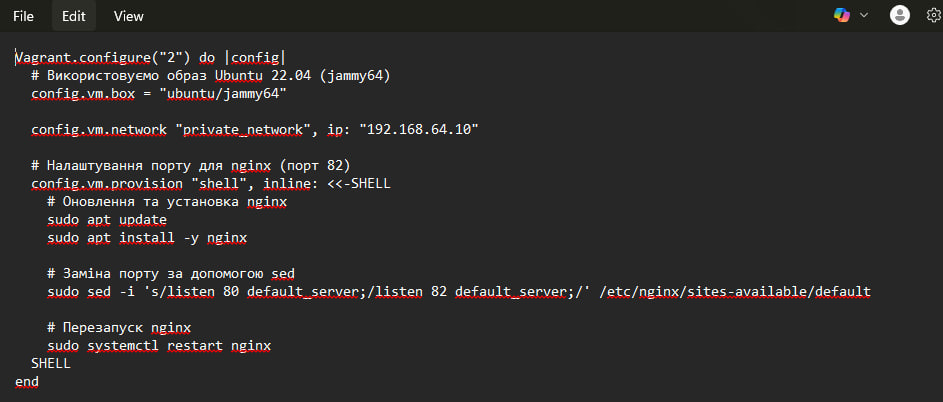 File Edit View
Vagrant.configure("2") do |config|
# Використовуємо образ Ubuntu 22.04 (jammy64)
config.vm.box = "ubuntu/jammy64"
config.vm.network "private_network", ip: "192.168.64.10"
# Налаштування порту для nginx (порт 82)
config.vm.provision "shell", inline: <<-SHELL
# Оновлення та установка nginx
sudo apt update
sudo apt install -y nginx
# Заміна порту за допомогою sed
sudo sed -i 's/listen 80 default_server;/listen 82 default_server;/' /etc/nginx/sites-available/default
# Перезапуск nginx
sudo systemctl restart nginx
SHELL
end